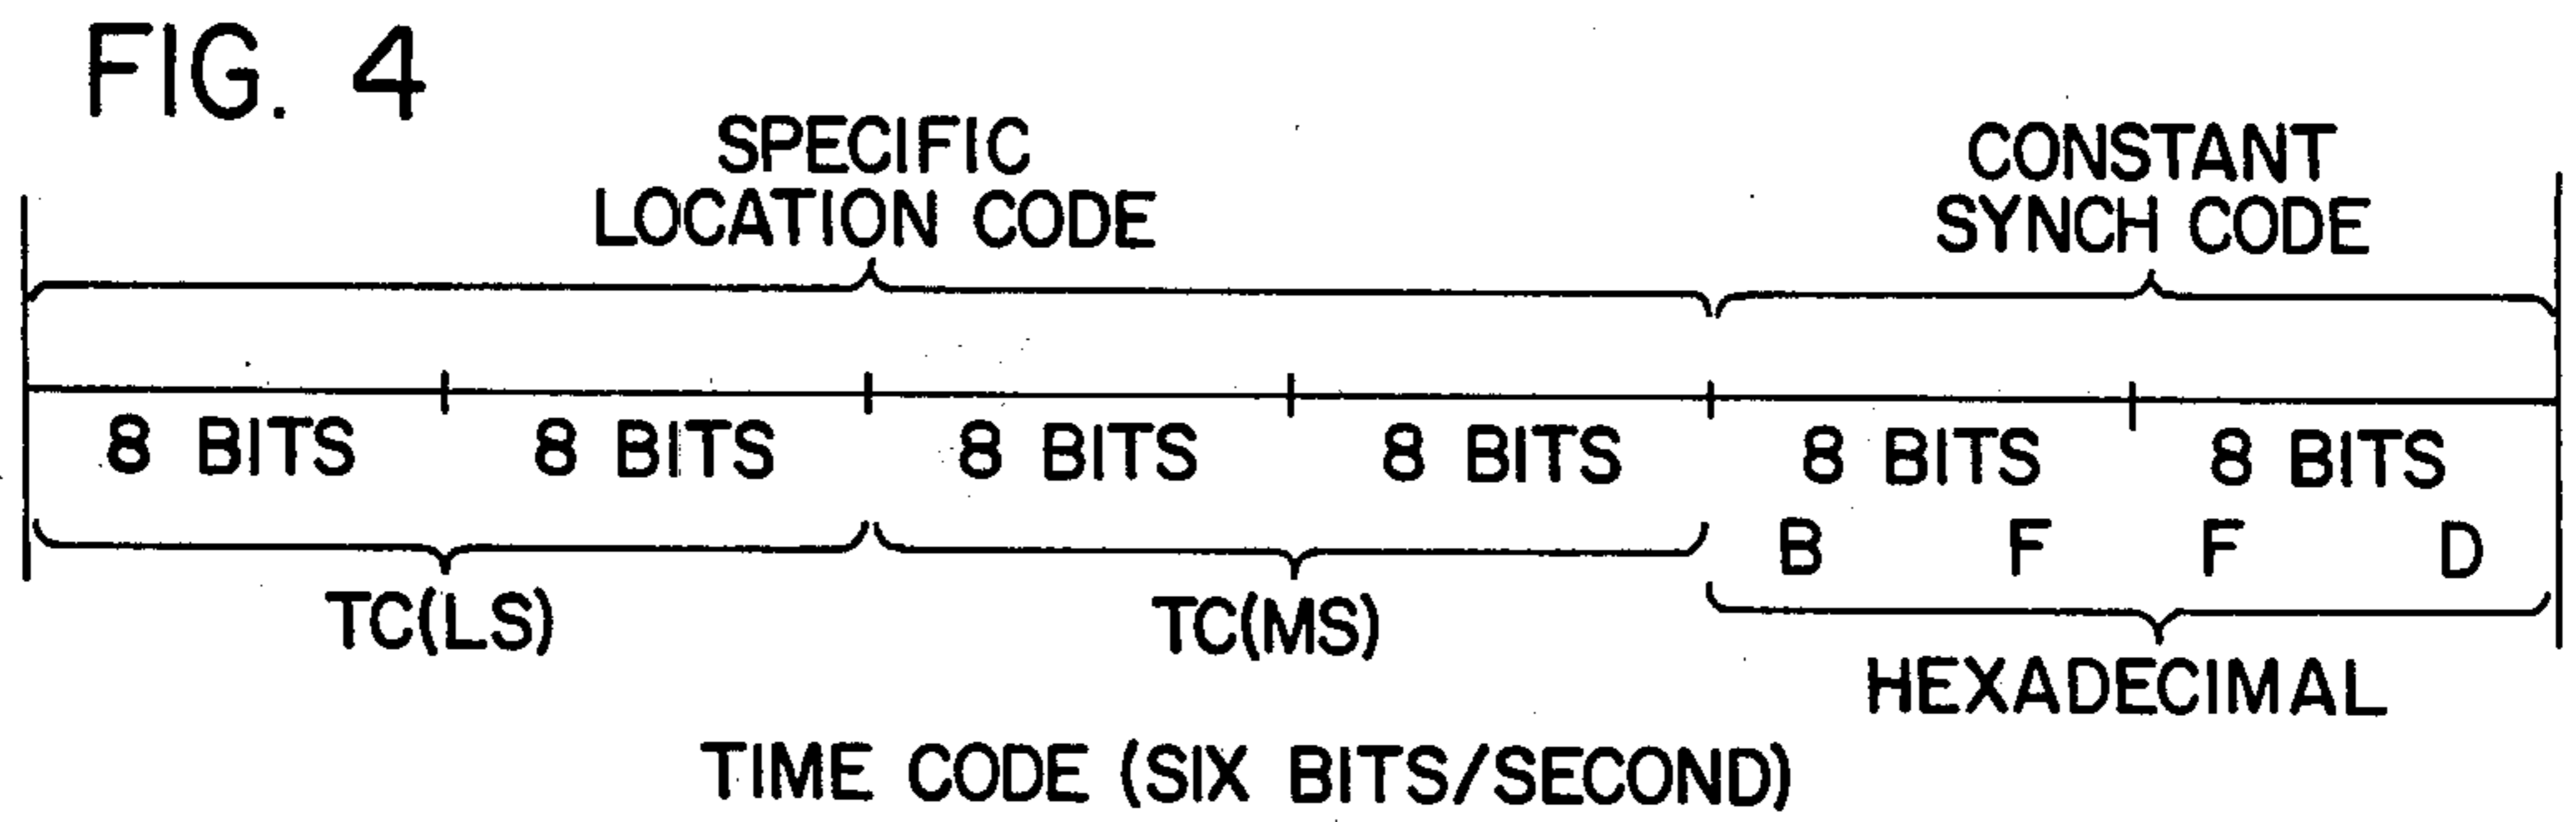 FIG. 4
SPECIFIC
LOCATION CODE
CONSTANT
SYNCH CODE
8 BITS 8 BITS 8 BITS 8 BITS 8 BITS 8 BITS
B F F D
TC(LS) TC(MS)
HEXADECIMAL
TIME CODE (SIX BITS/SECOND)